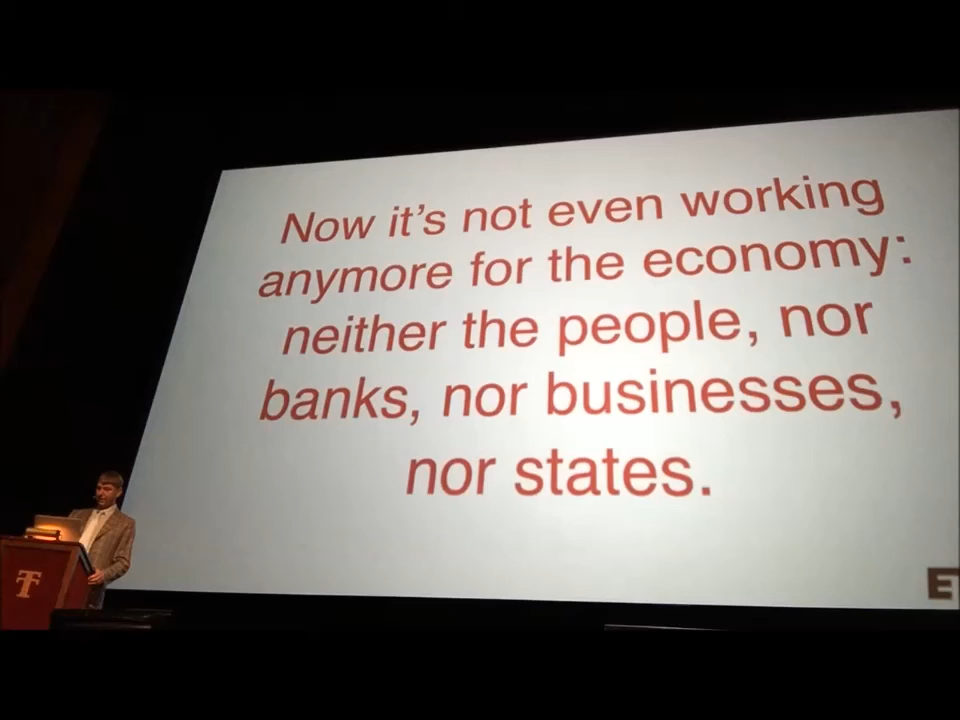 Now it's not even working
anymore for the economy:
neither the people, nor
banks, nor businesses,
nor states.
T
E